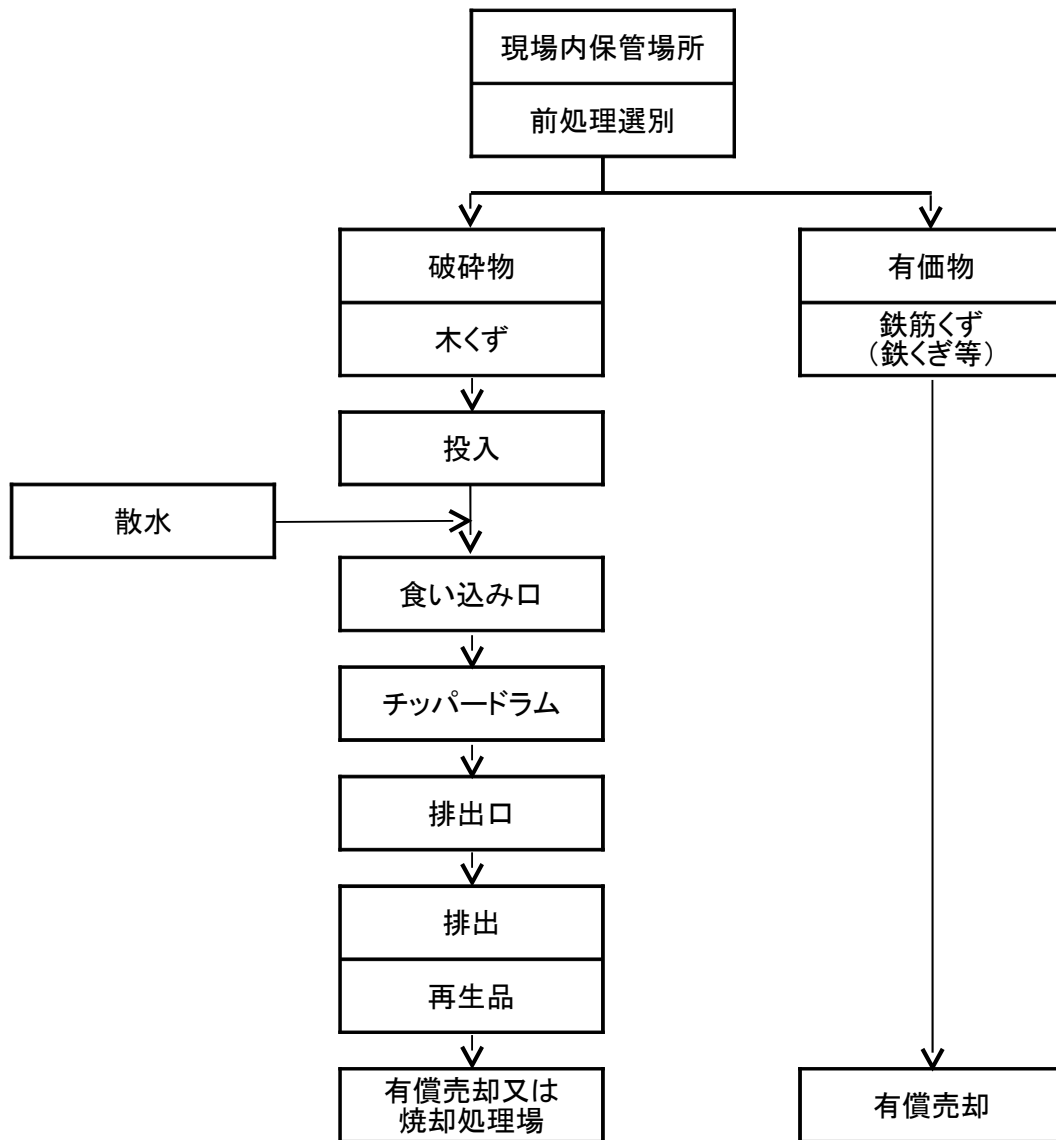 現場内保管場所
前処理選別
破砕物
木くず
有価物
鉄筋くず
（鉄くぎ等）
投入
散水
食い込み口
チッパードラム
排出口
排出
再生品
有償売却又は
焼却処理場
有償売却